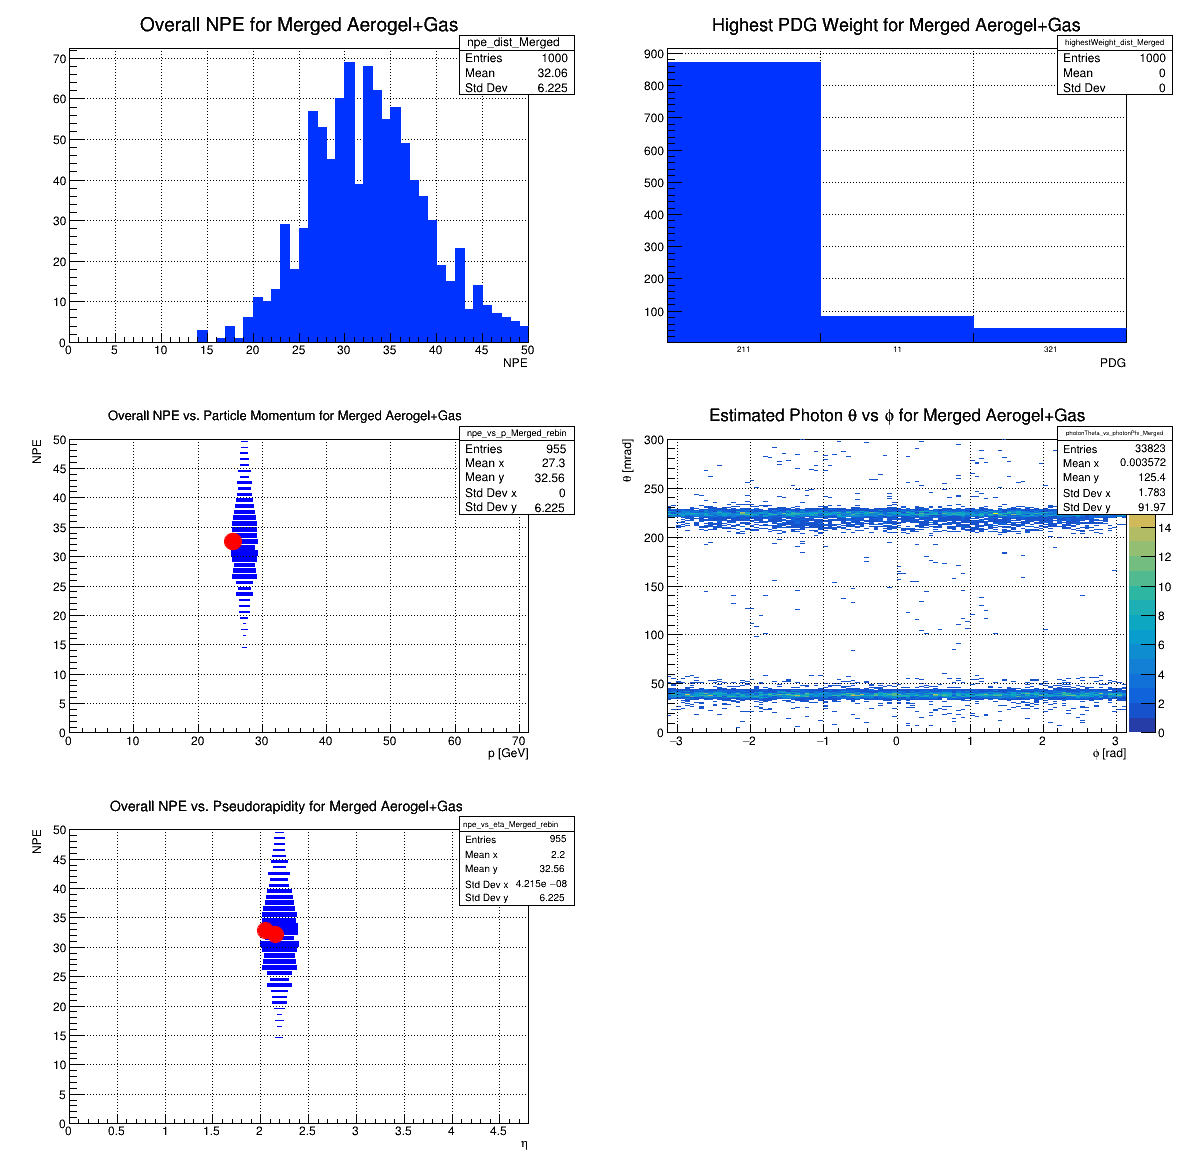 Overall NPE for Merged Aerogel+Gas
npe_dist_Merged
Entries 1000
Mean 32.06
Std Dev 6.225
70
60
50
40
30
20
10
0
0 5 10 15 20 25 30 35 40 45 50
NPE
Highest PDG Weight for Merged Aerogel+Gas
highestWeight_dist_Merged
Entries 1000
Mean 0
Std Dev 0
900
800
700
600
500
400
300
200
100
211 11 321
PDG
Overall NPE vs. Particle Momentum for Merged Aerogel+Gas
npe_vs_p_Merged_rebin
Entries 955
Mean x 27.3
Mean y 32.56
Std Dev x 0
Std Dev y 6.225
NPE
50
45
40
35
30
25
20
15
10
5
0
0 10 20 30 40 50 60 70
p [GeV]
Estimated Photon θ vs ϕ for Merged Aerogel+Gas
photonTheta_vs_photonPhi_Merged
Entries 33823
Mean x 0.003572
Mean y 125.4
Std Dev x 1.783
Std Dev y 91.97
θ [mrad]
300
250
200
150
100
50
0
−3 −2 −1 0 1 2 3
ϕ [rad]
14
12
10
8
6
4
2
0
Overall NPE vs. Pseudorapidity for Merged Aerogel+Gas
npe_vs_eta_Merged_rebin
Entries 955
Mean x 2.2
Mean y 32.56
Std Dev x 4.215e −08
Std Dev y 6.225
NPE
50
45
40
35
30
25
20
15
10
5
0
0 0.5 1 1.5 2 2.5 3 3.5 4 4.5
η